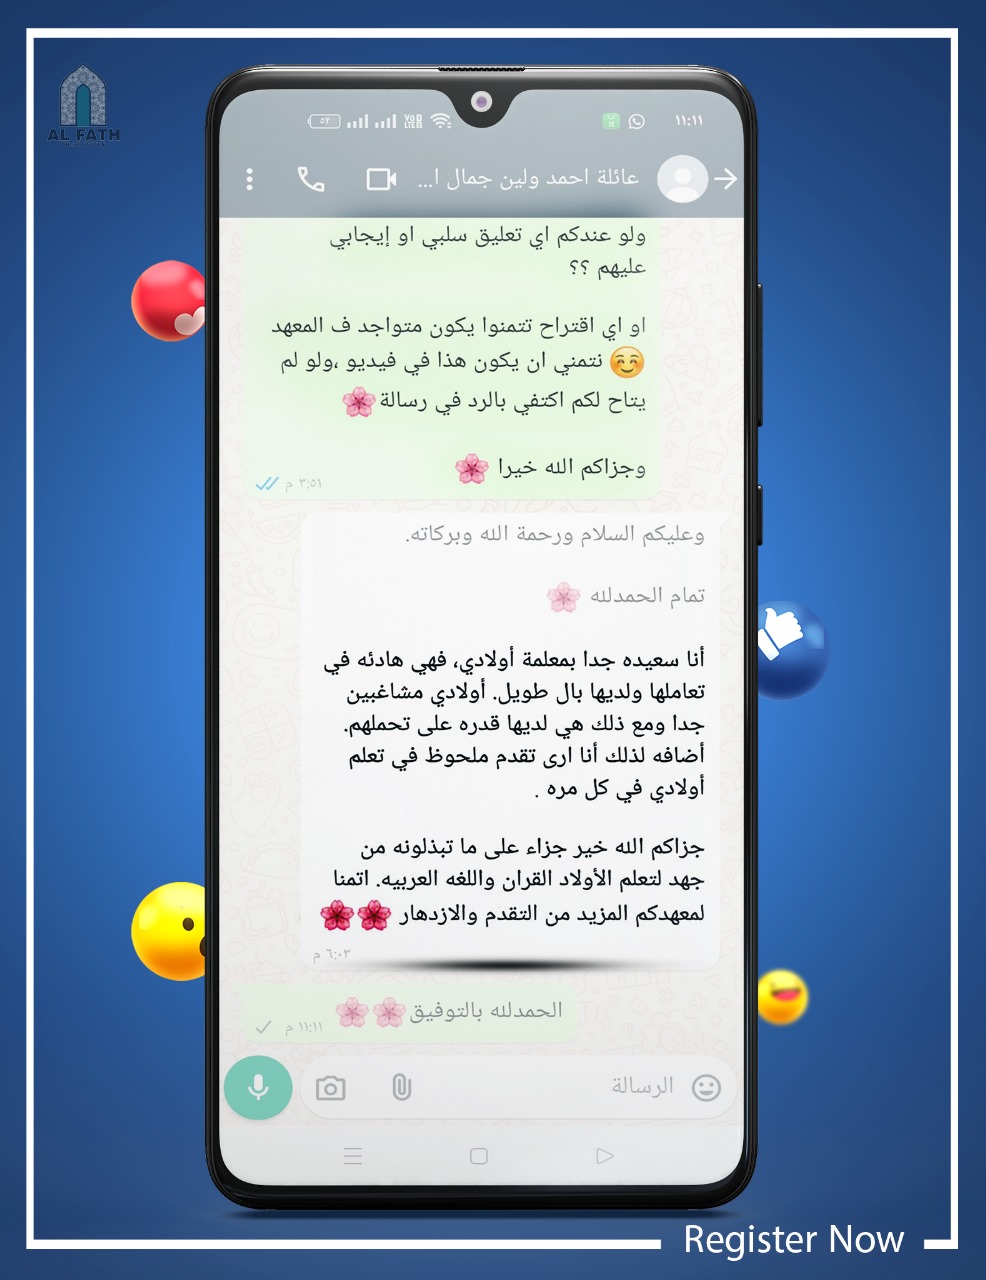 AL FATH
٥٢
VoD
LTE
١١:١١
عائلة احمد ولين جمال ا...
ولو عندكم اي تعليق سلبي او إيجابي
عليهم ؟؟
او اي اقتراح تتمنوا يكون متواجد ف المعهد
☺️ نتمني ان يكون هذا في فيديو ،ولو لم
يتاح لكم اكتفي بالرد في رسالة🌸
وجزاكم الله خيرا 🌸
٣:٥١ م
وعليكم السلام ورحمة الله وبركاته.
تمام الحمدلله 🌸
أنا سعيده جدا بمعلمة أولادي، فهي هادئه في
تعاملها ولديها بال طويل. أولادي مشاغبين
جدا ومع ذلك هي لديها قدره على تحملهم.
أضافه لذلك أنا ارى تقدم ملحوظ في تعلم
أولادي في كل مره .
جزاكم الله خير جزاء على ما تبذلونه من
جهد لتعلم الأولاد القران واللغه العربيه. اتمنا
لمعهدكم المزيد من التقدم والازدهار 🌸🌸
٦:٠٣ م
الحمدلله بالتوفيق🌸🌸
١١:١١ م
الرسالة
Register Now